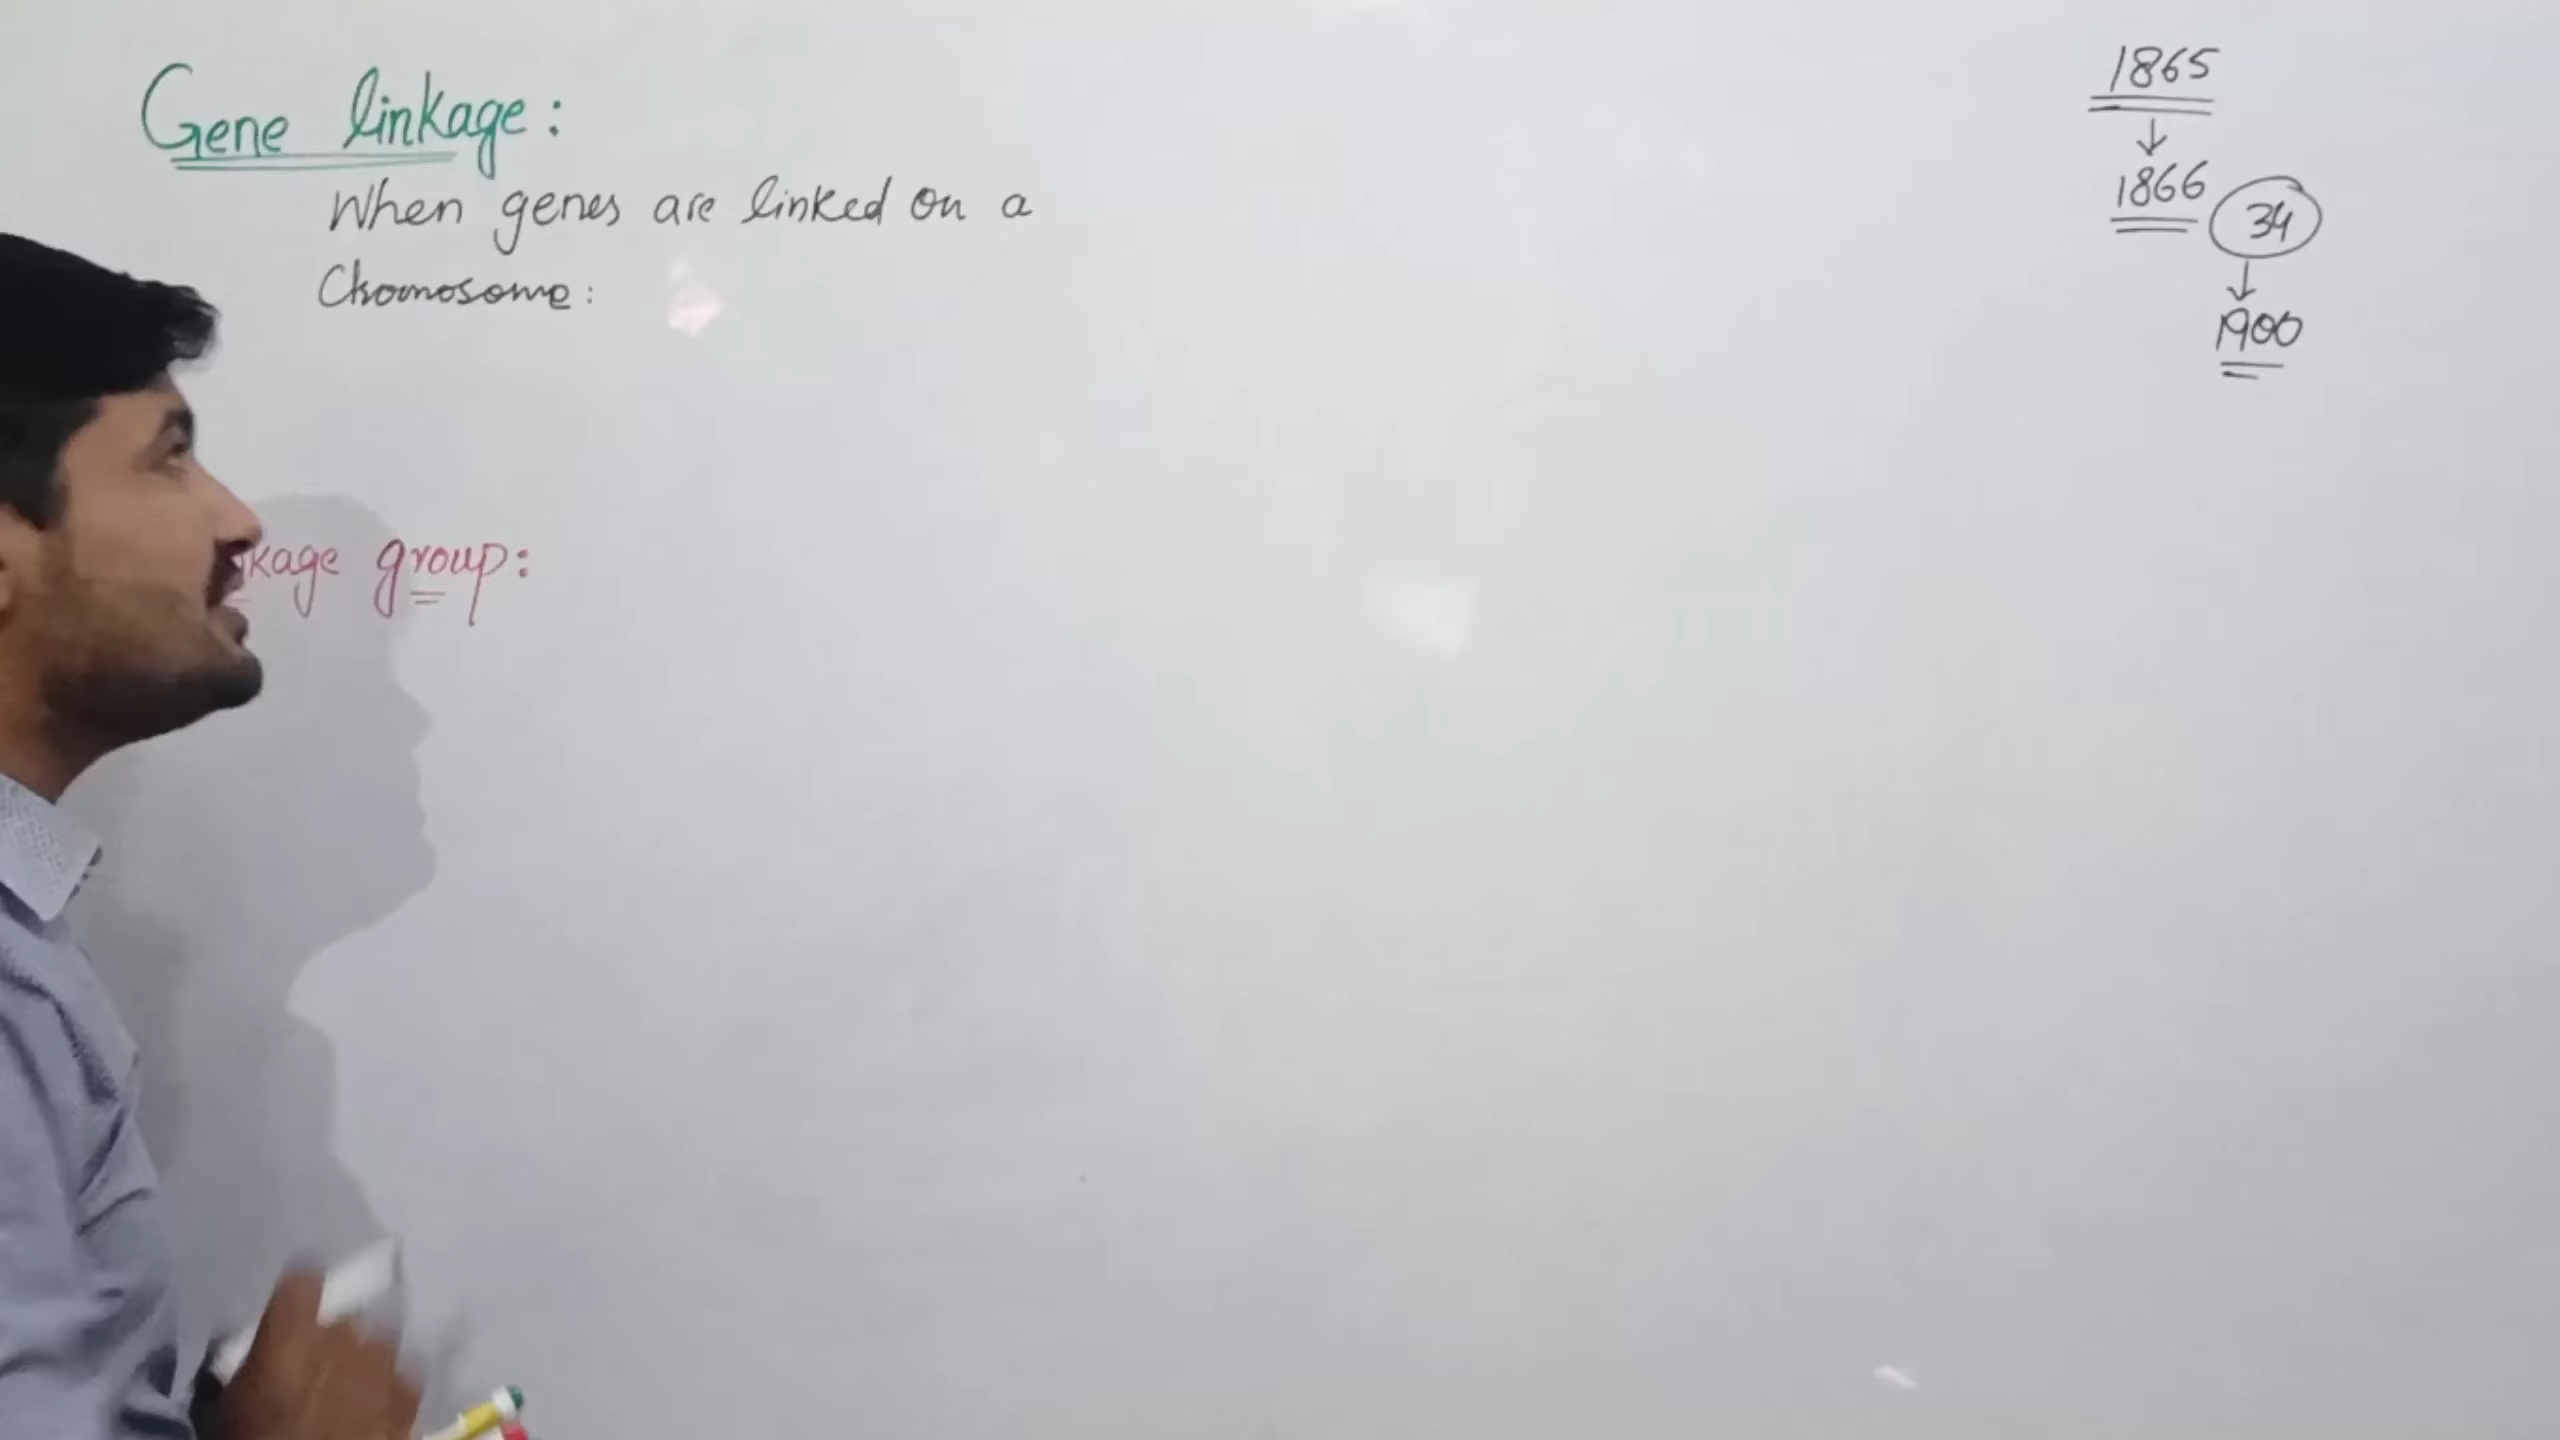 Gene linkage:
When genes are linked on a
Chromosome:
kage group:
1865
↓
1866
34
↓
1900